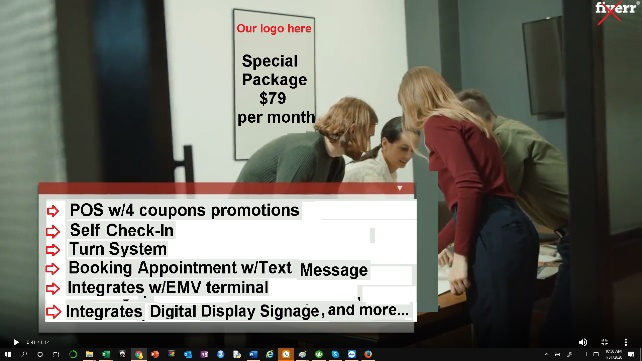 fiverr®
Our logo here
Special
Package
$79
per month
POS w/4 coupons promotions
Self Check-In
Turn System
Booking Appointment w/Text Message
Integrates w/EMV terminal
Integrates Digital Display Signage, and more...